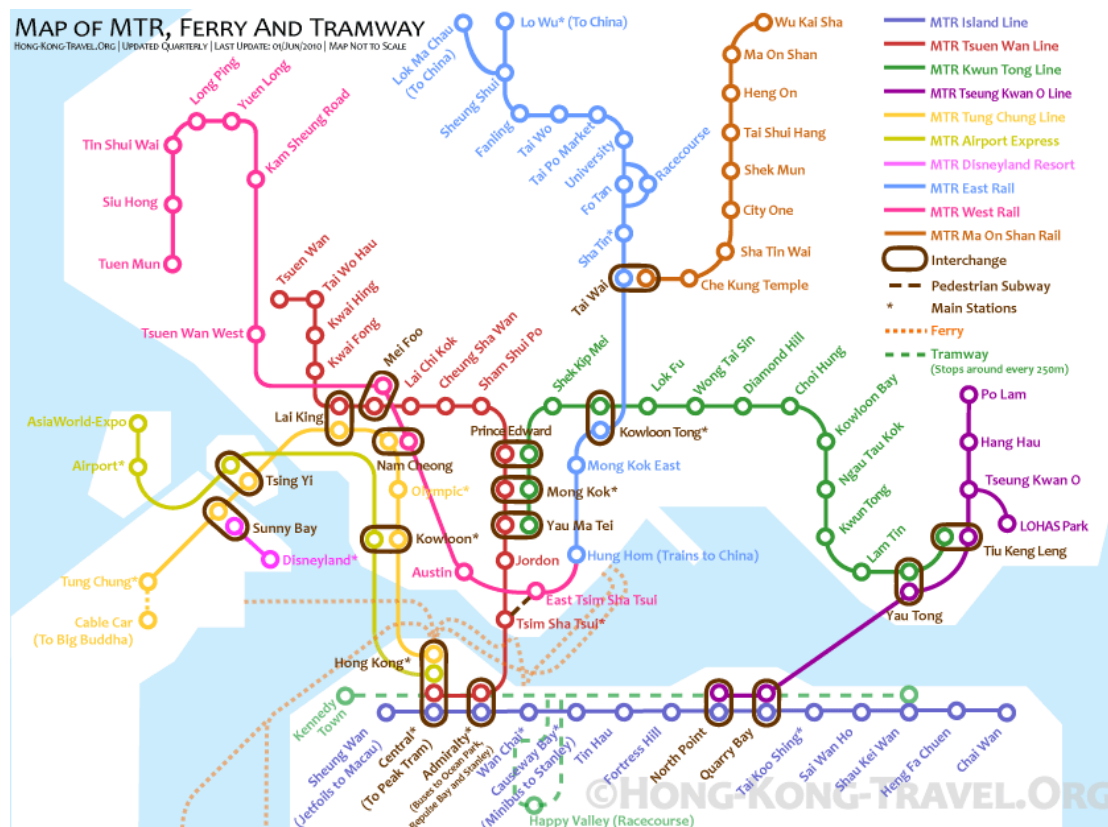 Map of MTR, Ferry And Tramway
Hong-Kong-Travel.Org | Updated Quarterly | Last Update: 01/Jun/2010 | Map Not to Scale
Lok Ma Chau
(To China)
Lo Wu* (To China)
Sheung Shui
Fanling
Tai Wo
Tai Po Market
University
Racecourse
Fo Tan
Sha Tin*
Tai Wai
Wu Kai Sha
Ma On Shan
Heng On
Tai Shui Hang
Shek Mun
City One
Sha Tin Wai
Che Kung Temple
MTR Island Line
MTR Tsuen Wan Line
MTR Kwun Tong Line
MTR Tseung Kwan O Line
MTR Tung Chung Line
MTR Airport Express
MTR Disneyland Resort
MTR East Rail
MTR West Rail
MTR Ma On Shan Rail
Interchange
Pedestrian Subway
* Main Stations
Ferry
Tramway
(Stops around every 250m)
Long Ping
Yuen Long
Kam Sheung Road
Tin Shui Wai
Siu Hong
Tuen Mun
Tsuen Wan West
Tsuen Wan
Tai Wo Hau
Kwai Hing
Kwai Fong
Mei Foo
Lai Chi Kok
Cheung Sha Wan
Sham Shui Po
Lai King
Shek Kip Mei
Lok Fu
Wong Tai Sin
Diamond Hill
Choi Hung
Kowloon Bay
Ngau Tau Kok
Kwun Tong
Lam Tin
Po Lam
Hang Hau
Tseung Kwan O
LOHAS Park
Tiu Keng Leng
Yau Tong
Prince Edward
Kowloon Tong*
Mong Kok East
Mong Kok*
Yau Ma Tei
Hung Hom (Trains to China)
Jordon
Austin
East Tsim Sha Tsui
Tsim Sha Tsui*
AsiaWorld-Expo
Airport*
Tsing Yi
Nam Cheong
Olympic*
Kowloon*
Sunny Bay
Disneyland*
Tung Chung*
Cable Car
(To Big Buddha)
Hong Kong*
Kennedy
Town
Sheung Wan
(Jetfoils to Macau)
Central*
(To Peak Tram)
Admiralty*
(Buses to Ocean Park,
Repulse Bay and Stanley)
Wan Chai*
Causeway Bay*
(Minibus to Stanley)
Tin Hau
Fortress Hill
North Point
Quarry Bay
Tai Koo Shing*
Sai Wan Ho
Shau Kei Wan
Heng Fa Chuen
Chai Wan
Happy Valley (Racecourse)
©Hong-Kong-Travel.Org